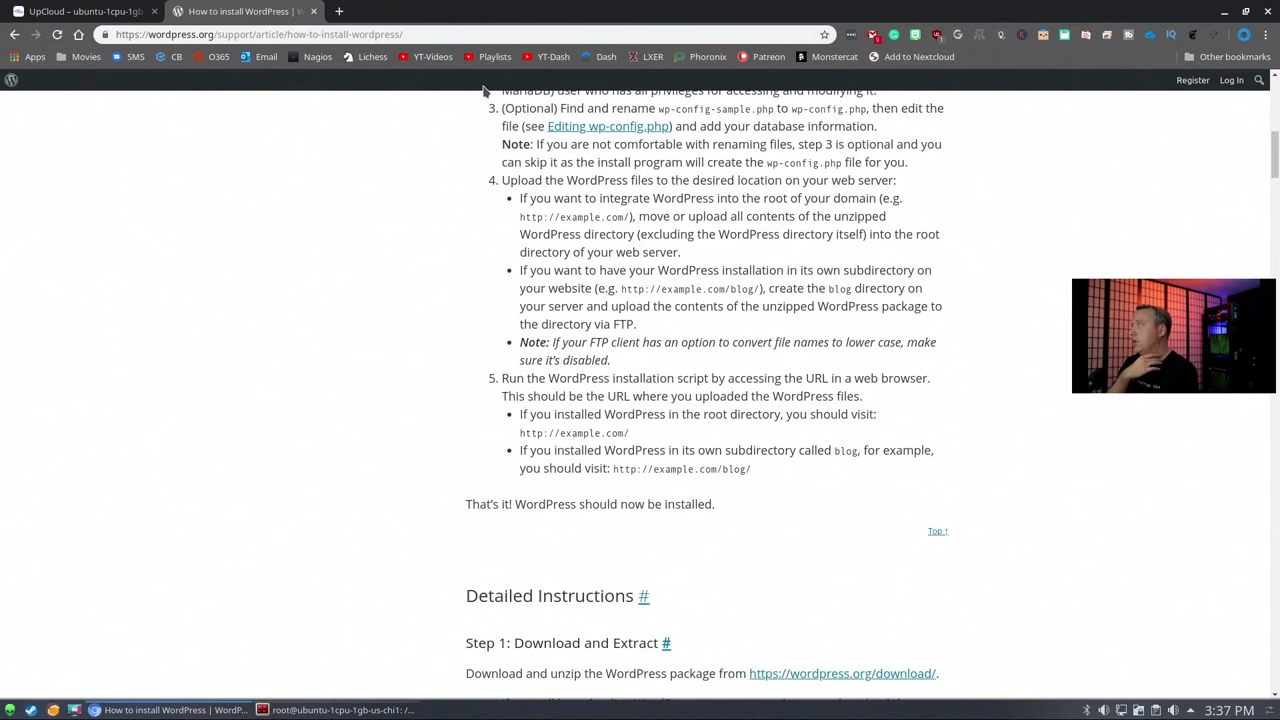 UpCloud – ubuntu-1cpu-1gb
How to install WordPress | W
https://wordpress.org/support/article/how-to-install-wordpress/
Apps Movies SMS CB O365 Email Nagios Lichess YT-Videos Playlists YT-Dash LXER Phoronix Patreon Monstercat Add to Nextcloud Other bookmarks
Register Log In
MariaDB) user who has all privileges for accessing and modifying it.
3. (Optional) Find and rename wp-config-sample.php to wp-config.php, then edit the
file (see Editing wp-config.php) and add your database information.
Note: If you are not comfortable with renaming files, step 3 is optional and you
can skip it as the install program will create the wp-config.php file for you.
4. Upload the WordPress files to the desired location on your web server:
• If you want to integrate WordPress into the root of your domain (e.g.
http://example.com/), move or upload all contents of the unzipped
WordPress directory (excluding the WordPress directory itself) into the root
directory of your web server.
• If you want to have your WordPress installation in its own subdirectory on
your website (e.g. http://example.com/blog/), create the blog directory on
your server and upload the contents of the unzipped WordPress package to
the directory via FTP.
• Note: If your FTP client has an option to convert file names to lower case, make
sure it's disabled.
5. Run the WordPress installation script by accessing the URL in a web browser.
This should be the URL where you uploaded the WordPress files.
• If you installed WordPress in the root directory, you should visit:
http://example.com/
• If you installed WordPress in its own subdirectory called blog, for example,
you should visit: http://example.com/blog/
That's it! WordPress should now be installed.
Top ↑
Detailed Instructions #
Step 1: Download and Extract #
Download and unzip the WordPress package from https://wordpress.org/download/.
How to install WordPress | WordP... root@ubuntu-1cpu-1gb-us-chi1: /... 3:37 PM